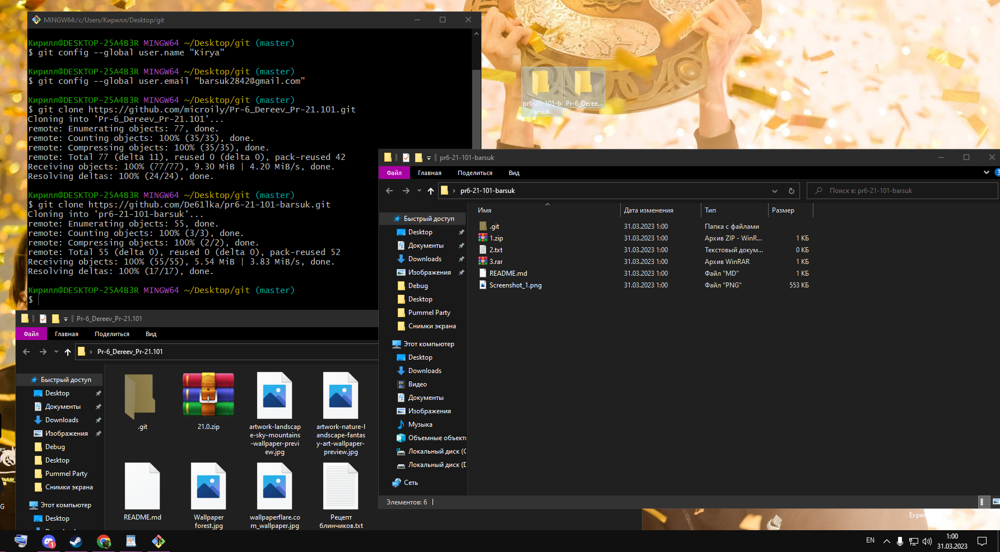 MINGW64:/c/Users/Кирилл/Desktop/git
Кирилл@DESKTOP-25A4B3R MINGW64 ~/Desktop/git (master)
$ git config --global user.name "Kirya"
Кирилл@DESKTOP-25A4B3R MINGW64 ~/Desktop/git (master)
$ git config --global user.email "barsuk2842@gmail.com"
Кирилл@DESKTOP-25A4B3R MINGW64 ~/Desktop/git (master)
$ git clone https://github.com/microily/Pr-6_Dereev_Pr-21.101.git
Cloning into 'Pr-6_Dereev_Pr-21.101'...
remote: Enumerating objects: 77, done.
remote: Counting objects: 100% (35/35), done.
remote: Compressing objects: 100% (35/35), done.
remote: Total 77 (delta 11), reused 0 (delta 0), pack-reused 42
Receiving objects: 100% (77/77), 9.30 MiB | 4.20 MiB/s, done.
Resolving deltas: 100% (24/24), done.
Кирилл@DESKTOP-25A4B3R MINGW64 ~/Desktop/git (master)
$ git clone https://github.com/De61lka/pr6-21-101-barsuk.git
Cloning into 'pr6-21-101-barsuk'...
remote: Enumerating objects: 55, done.
remote: Counting objects: 100% (3/3), done.
remote: Compressing objects: 100% (2/2), done.
remote: Total 55 (delta 0), reused 0 (delta 0), pack-reused 52
Receiving objects: 100% (55/55), 5.54 MiB | 3.83 MiB/s, done.
Resolving deltas: 100% (17/17), done.
Кирилл@DESKTOP-25A4B3R MINGW64 ~/Desktop/git (master)
$
pr6-21-101-b
arsuk
Pr-6_Deree...
pr6-21-101-barsuk
Файл Главная Поделиться Вид
pr6-21-101-barsuk
Поиск в: pr6-21-101-barsuk
Быстрый доступ
Desktop
Документы
Downloads
Изображения
Debug
Desktop
Pummel Party
Снимки экрана
Этот компьютер
Desktop
Downloads
Видео
Документы
Изображения
Музыка
Объемные объекты
Локальный диск (C
Локальный диск (D
Сеть
Имя Дата изменения Тип Размер
.git 31.03.2023 1:00 Папка с файлами
1.zip 31.03.2023 1:00 Архив ZIP - WinR... 1 КБ
2.txt 31.03.2023 1:00 Текстовый докум... 0 КБ
3.rar 31.03.2023 1:00 Архив WinRAR 1 КБ
README.md 31.03.2023 1:00 Файл "MD" 1 КБ
Screenshot_1.png 31.03.2023 1:00 Файл "PNG" 553 КБ
Элементов: 6
Pr-6_Dereev_Pr-21.101
Файл Главная Поделиться Вид
Pr-6_Dereev_Pr-21.101
Быстрый доступ
Desktop
Документы
Downloads
Изображения
Debug
Desktop
Pummel Party
Снимки экрана
Этот компьютер
Desktop
.git
21.0.zip
artwork-landscap
e-sky-mountains
-wallpaper-previ
ew.jpg
artwork-nature-l
andscape-fantas
y-art-wallpaper-
preview.jpg
README.md
Wallpaper
forest.jpg
wallpaperflare.co
m_wallpaper.jpg
Рецепт
блинчиков.txt
Exper
1
EN
1:00
31.03.2023